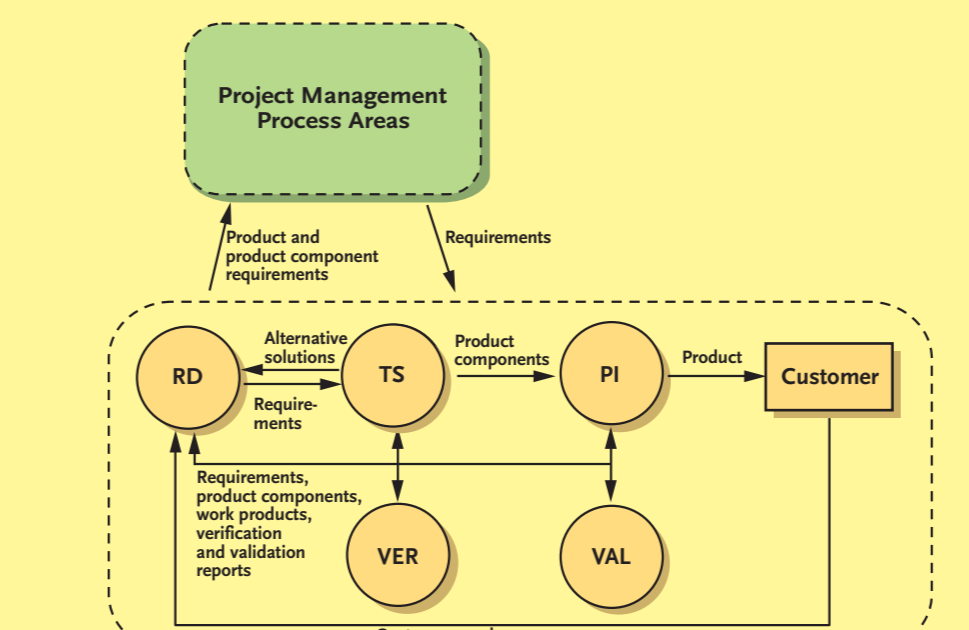 Project Management
Process Areas
Product and
product component
requirements
Requirements
RD
Alternative
solutions
TS
Product
components
PI
Product
Customer
Require-
ments
Requirements,
product components,
work products,
verification
and validation
reports
VER
VAL